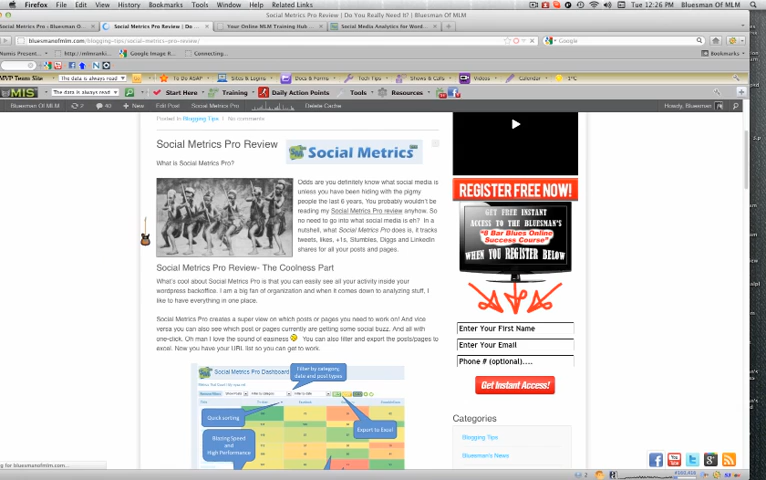 Firefox File Edit View History Bookmarks Tools Window Help Related Links
Tue 12:26 PM Bluesman Of MLM
Social Metrics Pro Review | Do You Really Need It? | Bluesman Of MLM
Social Metrics Pro Review | Do...
Your Online MLM Training Hub...
Social Media Analytics for Word...
bluesmanofmlm.com/blogging-tips/social-metrics-pro-review/
Google
Connecting...
Bookmarks
MVP Team Site
The data is always read
To Do ASAP
Sites & Logins
Docs & Forms
Tech Tips
Shows & Calls
Videos
Calendar
MIS
The data is always read
Start Here
Training
Daily Action Points
Tools
Resources
Bluesman Of MLM
2
40
+ New
Edit Post
Social Metrics Pro
Delete Cache
Howdy, Bluesman
Posted in Blogging Tips | No comments
Social Metrics Pro Review
Social Metrics
What is Social Metrics Pro?
Odds are you definitely know what social media is
unless you have been hiding with the pigmy
people the last 6 years. You probably wouldn't be
reading my Social Metrics Pro review anyhow. So
no need to go into what social media is eh? In a
nutshell, what Social Metrics Pro does is, it tracks
tweets, likes, +1s, Stumbles, Diggs and LinkedIn
shares for all your posts and pages.
Social Metrics Pro Review- The Coolness Part
What's cool about Social Metrics Pro is that you can easily see all your activity inside your
wordpress backoffice. I am a big fan of organization and when it comes down to analyzing stuff, I
like to have everything in one place.
Social Metrics Pro creates a super view on which posts or pages you need to work on! And vice
versa you can also see which post or pages currently are getting some social buzz. And all with
one-click, Oh man I love the sound of easiness
You can also filter and export the posts/pages to
excel. Now you have your URL list so you can get to work.
Social Metrics Pro Dashboard
Filter by category,
date and post types
Quick sorting
Export to Excel
Blazing Speed
and
High Performance
REGISTER FREE NOW!
GET FREE INSTANT
ACCESS TO THE BLUESMAN'S
"8 Bar Blues Online
Success Course"
WHEN YOU REGISTER BELOW
Enter Your First Name
Enter Your Email
Phone # (optional)....
Get Instant Access!
Categories
Blogging Tips
Bluesman's News